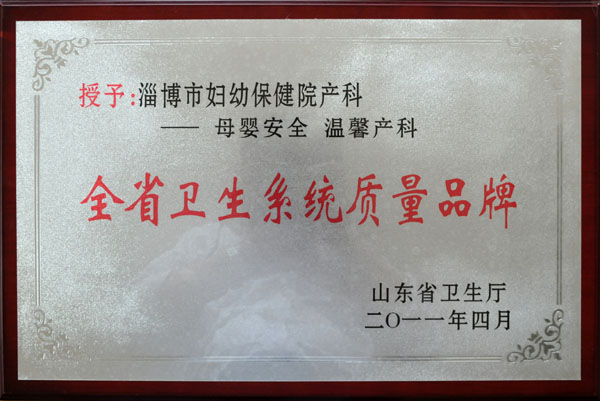 授予:淄博市妇幼保健院产科
—— 母婴安全 温馨产科
全省卫生系统质量品牌
山东省卫生厅
二〇一一年四月